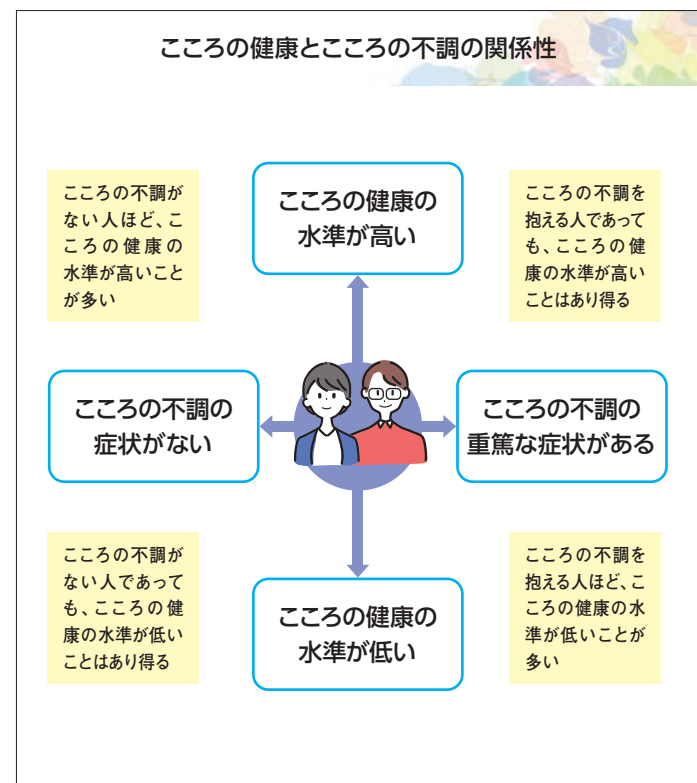 こころの健康とこころの不調の関係性
こころの不調が
ない人ほど、こ
ころの健康の
水準が高いこと
が多い
こころの健康の
水準が高い
こころの不調を
抱える人であって
も、こころの健
康の水準が高い
ことはあり得る
こころの不調の
症状がない
こころの不調の
重篤な症状がある
こころの不調が
ない人であって
も、こころの健
康の水準が低い
ことはあり得る
こころの健康の
水準が低い
こころの不調を
抱える人ほど、こ
ころの健康の水
準が低いことが
多い